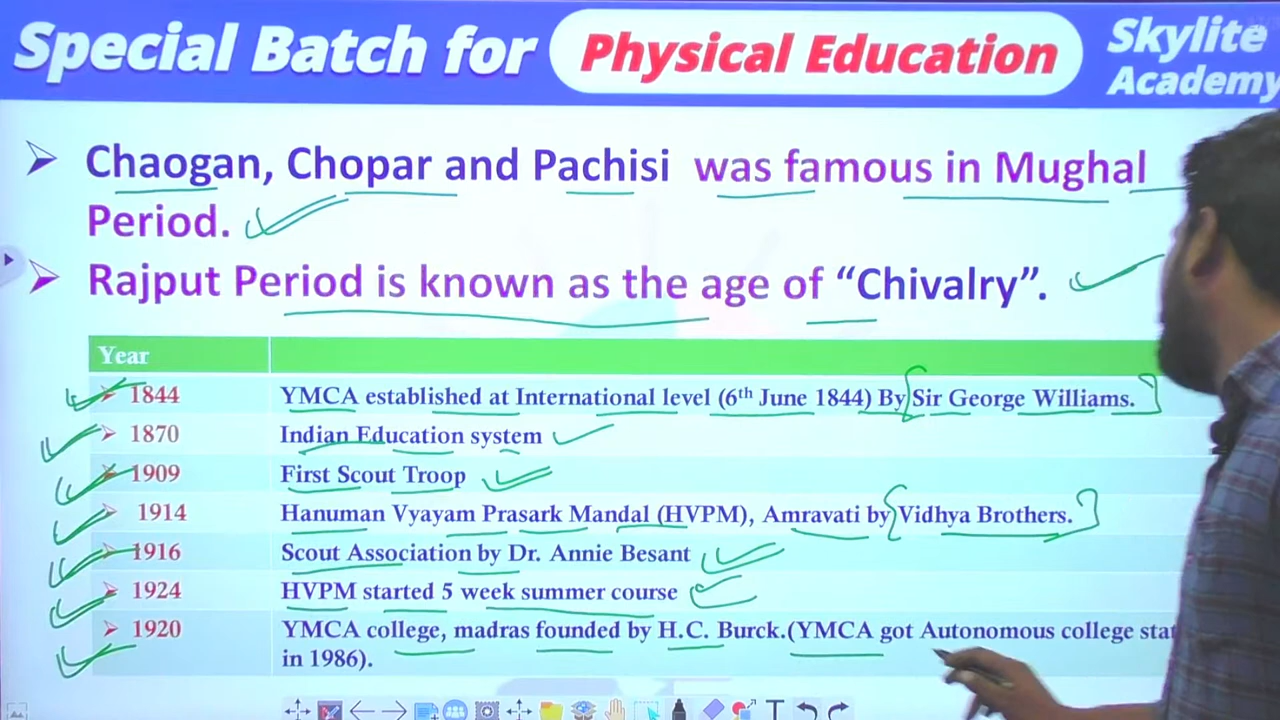 Special Batch for Physical Education
Skylite
Academy
Chaogan, Chopar and Pachisi was famous in Mughal
Period.
Rajput Period is known as the age of “Chivalry”.
Year
1844 YMCA established at International level (6th June 1844) By Sir George Williams.
1870 Indian Education system
1909 First Scout Troop
1914 Hanuman Vyayam Prasark Mandal (HVPM), Amravati by Vidhya Brothers.
1916 Scout Association by Dr. Annie Besant
1924 HVPM started 5 week summer course
1920 YMCA college, madras founded by H.C. Burck.(YMCA got Autonomous college
in 1986).